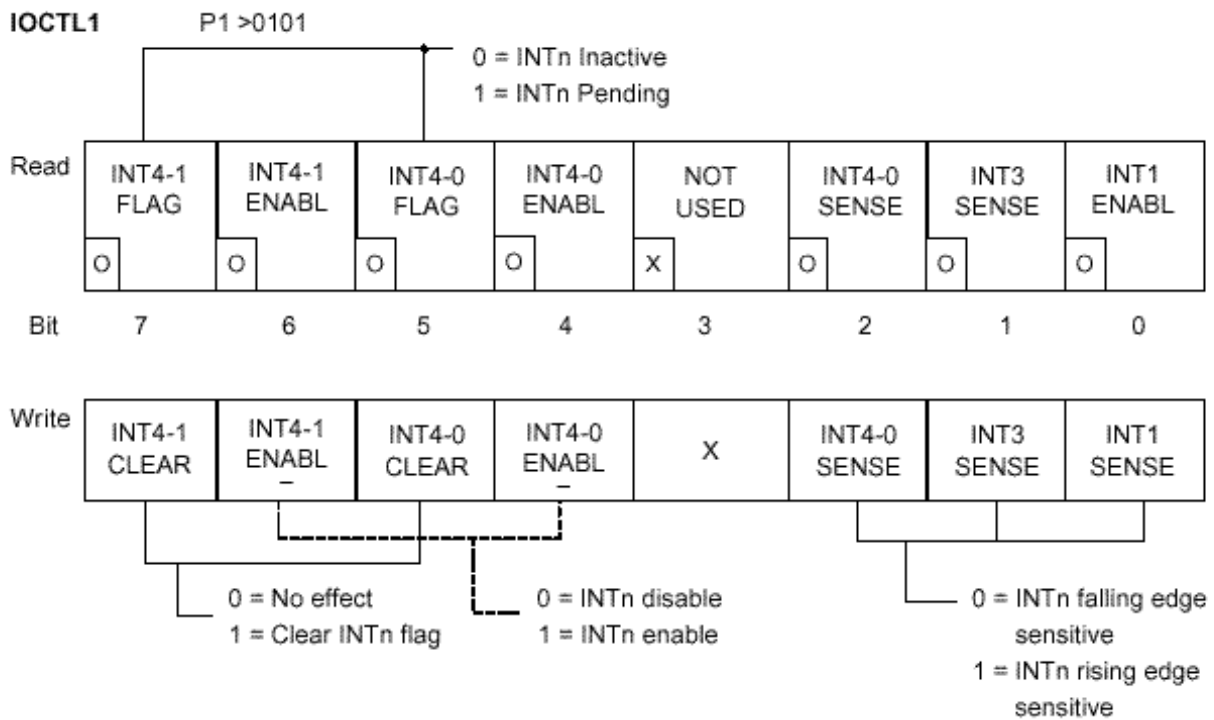 IOCTL1 P1 >0101
0 = INTn Inactive
1 = INTn Pending
Read
INT4-1 FLAG
INT4-1 ENABL
INT4-0 FLAG
INT4-0 ENABL
NOT USED
INT4-0 SENSE
INT3 SENSE
INT1 ENABL
O O O O X O O O
Bit 7 6 5 4 3 2 1 0
Write
INT4-1 CLEAR
INT4-1 ENABL
INT4-0 CLEAR
INT4-0 ENABL
X
INT4-0 SENSE
INT3 SENSE
INT1 SENSE
0 = No effect
1 = Clear INTn flag
0 = INTn disable
1 = INTn enable
0 = INTn falling edge
sensitive
1 = INTn rising edge
sensitive